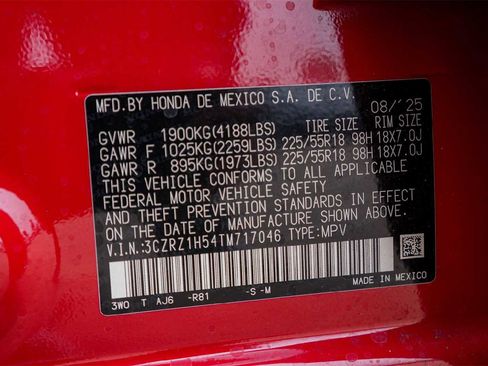 MFD.BY HONDA DE MEXICO S.A. DE C.V. 08/'25
GVWR 1900KG(4188LBS) TIRE SIZE RIM SIZE
GAWR F 1025KG(2259LBS) 225/55R18 98H 18X7.0J
GAWR R 895KG(1973LBS) 225/55R18 98H 18X7.0J
THIS VEHICLE CONFORMS TO ALL APPLICABLE
FEDERAL MOTOR VEHICLE SAFETY
AND THEFT PREVENTION STANDARDS IN EFFECT
ON THE DATE OF MANUFACTURE SHOWN ABOVE.
V.I.N.:3CZRZ1H54TM717046 TYPE:MPV
3WO T AJ6 -R81 -S -M
MADE IN MEXICO